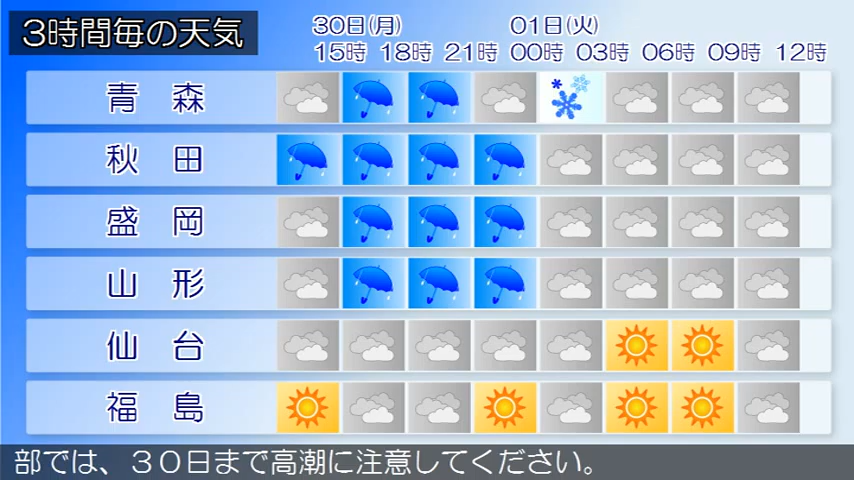 3時間毎の天気
30日(月) 01日(火)
15時 18時 21時 00時 03時 06時 09時 12時
青森
秋田
盛岡
山形
仙台
福島
部では、３０日まで高潮に注意してください。